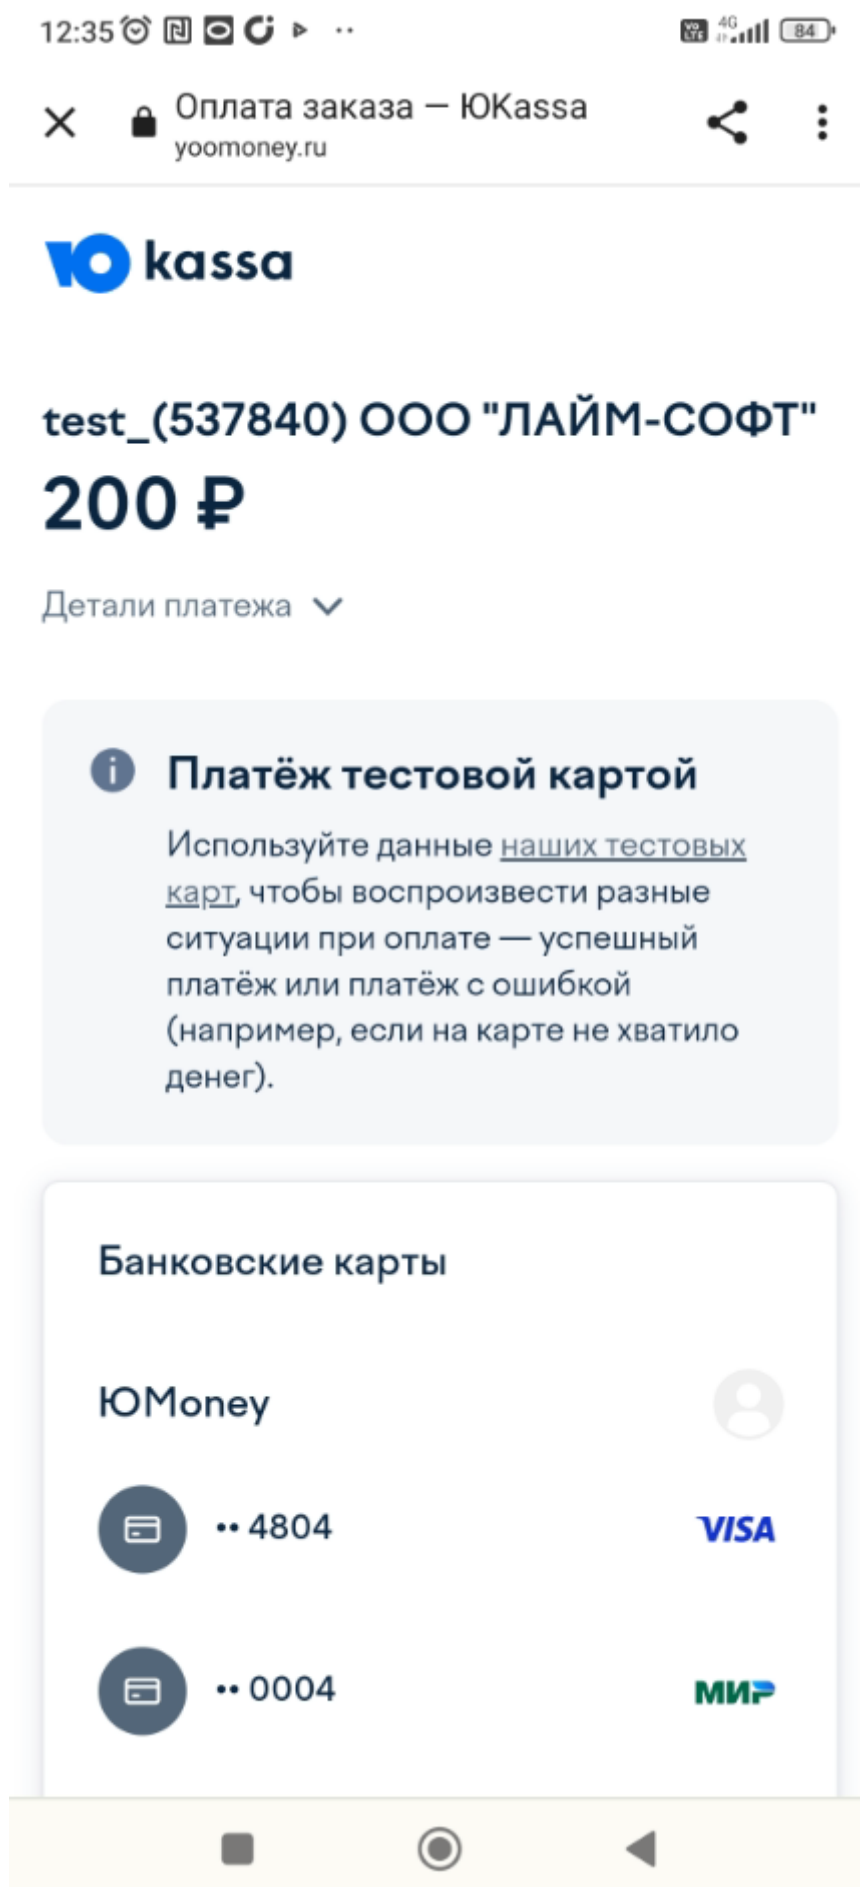 12:35
Vo LTE 4G 84
Оплата заказа — ЮKassa
yoomoney.ru
Ю kassa
test_(537840) ООО "ЛАЙМ-СОФТ"
200 ₽
Детали платежа
Платёж тестовой картой
Используйте данные наших тестовых
карт, чтобы воспроизвести разные
ситуации при оплате — успешный
платёж или платёж с ошибкой
(например, если на карте не хватило
денег).
Банковские карты
ЮMoney
•• 4804 VISA
•• 0004 МИР